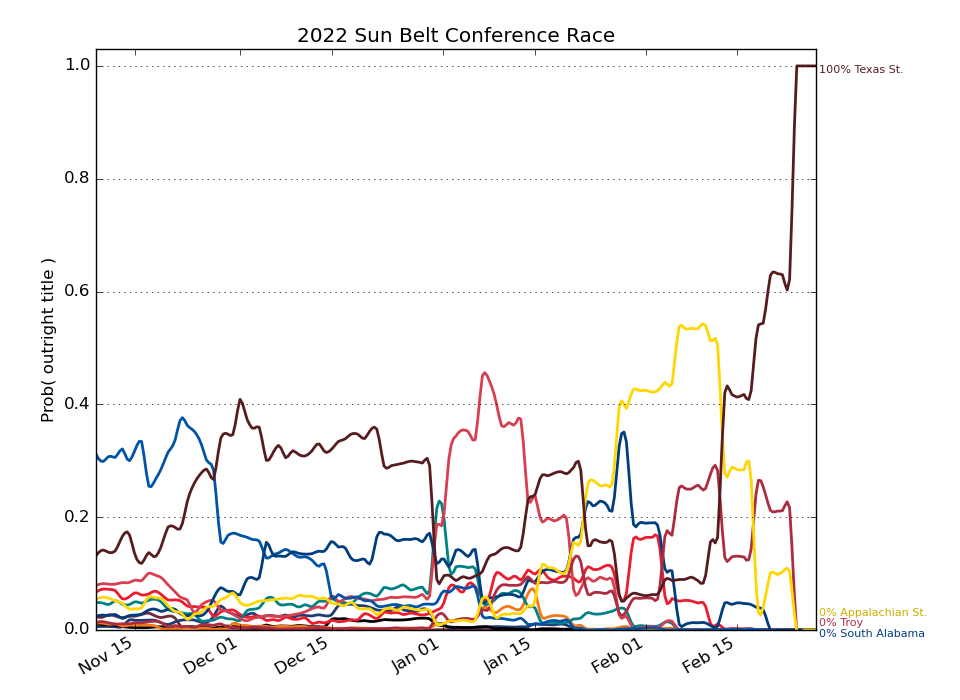 2022 Sun Belt Conference Race
Prob( outright title )
1.0
0.8
0.6
0.4
0.2
0.0
100% Texas St.
0% Appalachian St.
0% Troy
0% South Alabama
Nov 15
Dec 01
Dec 15
Jan 01
Jan 15
Feb 01
Feb 15